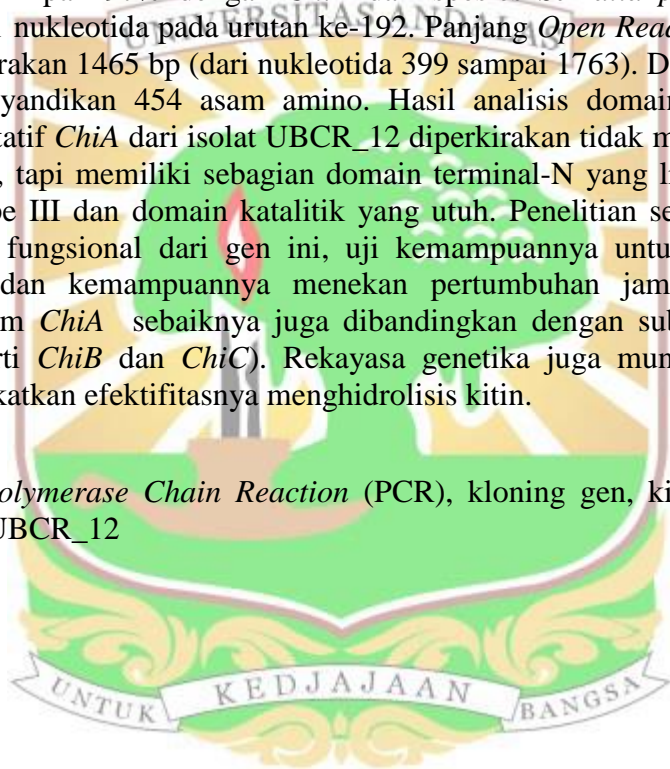 UNIVERSITAS ANDALAS
n nukleotida pada urutan ke-192. Panjang Open Read
rakan 1465 bp (dari nukleotida 399 sampai 1763). D
yandikan 454 asam amino. Hasil analisis domain
tatif ChiA dari isolat UBCR_12 diperkirakan tidak m
, tapi memiliki sebagian domain terminal-N yang
pe III dan domain katalitik yang utuh. Penelitian se
fungsional dari gen ini, uji kemampuannya untu
dan kemampuannya menekan pertumbuhan jam
m ChiA sebaiknya juga dibandingkan dengan su
rti ChiB dan ChiC). Rekayasa genetika juga mun
katkan efektifitasnya menghidrolisis kitin.
olymerase Chain Reaction (PCR), kloning gen, ki
UBCR_12
UNTUK KEDJAJAAN BANGSA